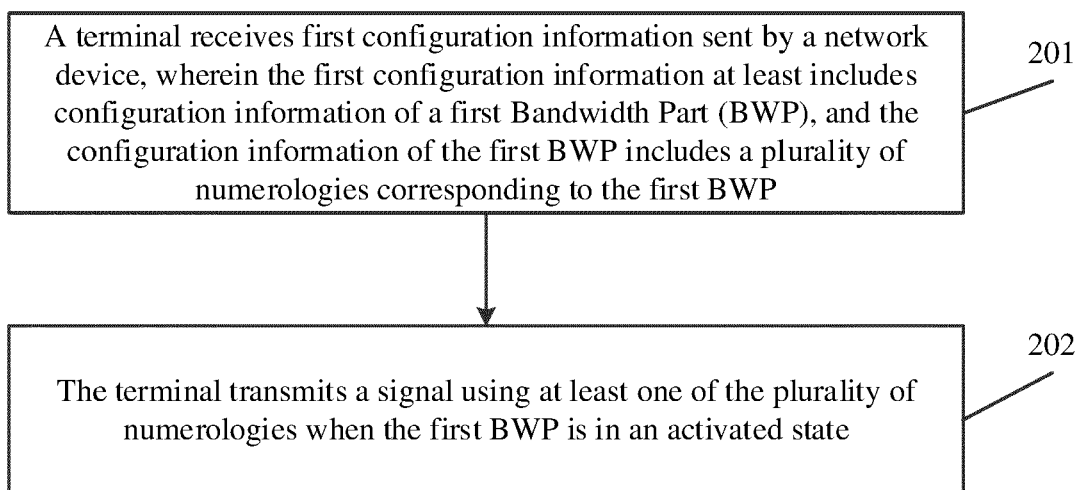 A terminal receives first configuration information sent by a network
device, wherein the first configuration information at least includes
configuration information of a first Bandwidth Part (BWP), and the
configuration information of the first BWP includes a plurality of
numerologies corresponding to the first BWP
201
The terminal transmits a signal using at least one of the plurality of
numerologies when the first BWP is in an activated state
202